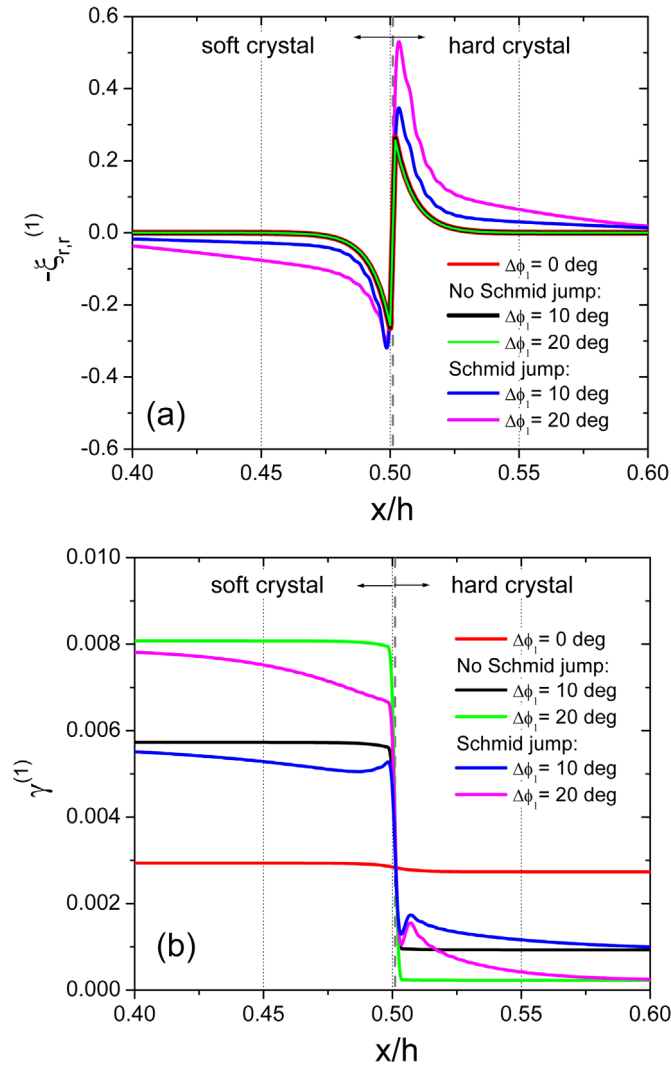 soft crystal hard crystal
0.6
0.4
0.2
0.0
-0.2
-0.4
-0.6
-ξr,r(1)
Δϕ1= 0 deg
No Schmid jump:
Δϕ1= 10 deg
Δϕ1= 20 deg
Schmid jump:
Δϕ1= 10 deg
Δϕ1= 20 deg
(a)
0.40 0.45 0.50 0.55 0.60
x/h
soft crystal hard crystal
0.010
0.008
0.006
0.004
0.002
0.000
γ(1)
Δϕ1= 0 deg
No Schmid jump:
Δϕ1= 10 deg
Δϕ1= 20 deg
Schmid jump:
Δϕ1= 10 deg
Δϕ1= 20 deg
(b)
0.40 0.45 0.50 0.55 0.60
x/h